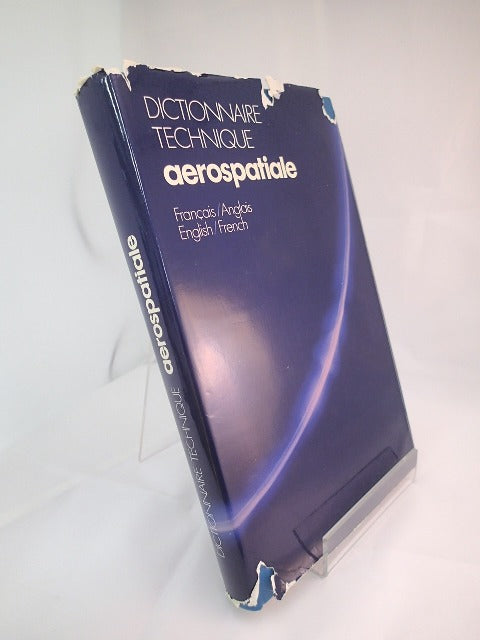 DICTIONNAIRE
TECHNIQUE
aerospatiale
Français/Anglais
English/French
DICTIONNAIRE TECHNIQUE aerospatiale